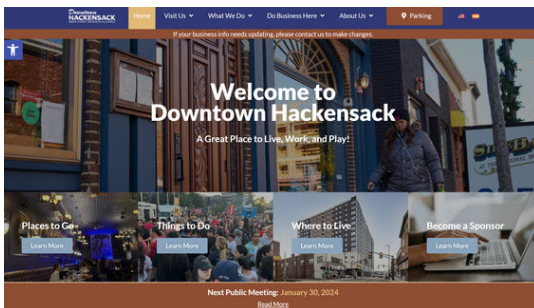 Downtown
HACKENSACK
Home
Visit Us
What We Do
Do Business Here
About Us
Parking
If your business info needs updating, please contact us to make changes.
Welcome to
Downtown Hackensack
A Great Place to Live, Work, and Play!
Places to Go
Learn More
Things to Do
Learn More
Where to Live
Learn More
Become a Sponsor
Learn More
Next Public Meeting: January 30, 2024
Read More